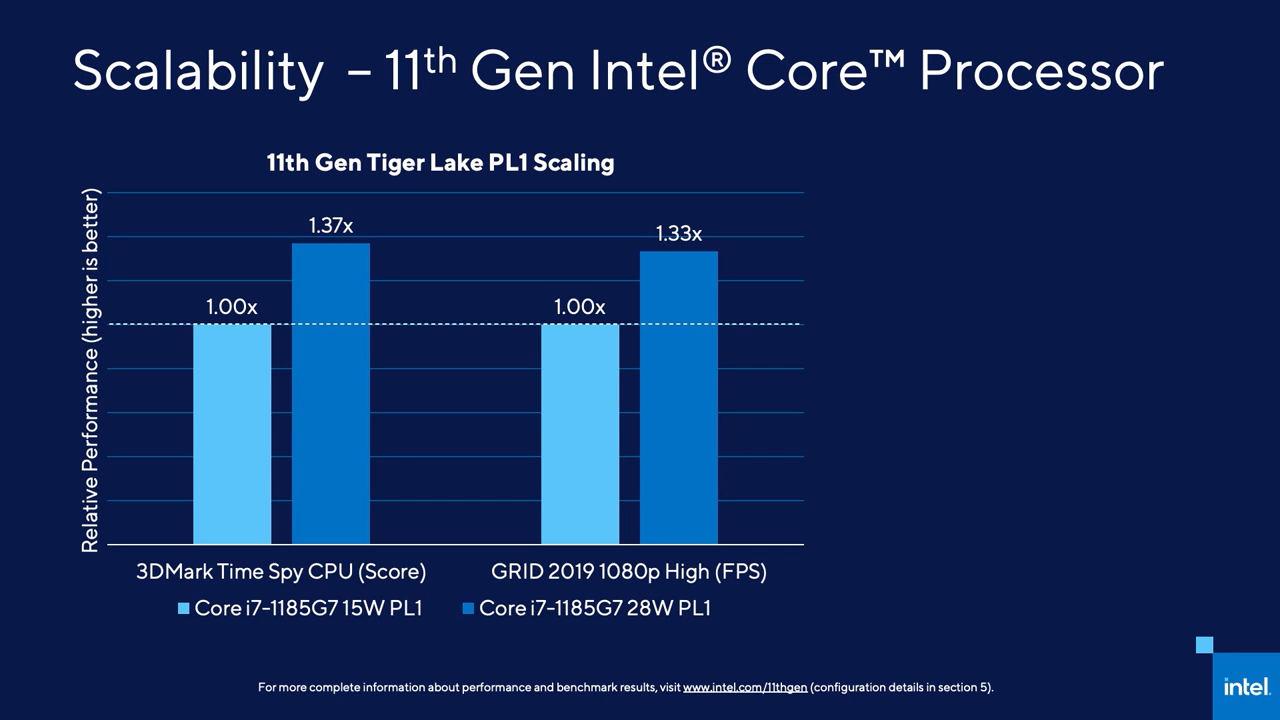 Scalability – 11th Gen Intel® Core™ Processor
11th Gen Tiger Lake PL1 Scaling
Relative Performance (higher is better)
1.00x
1.37x
1.00x
1.33x
3DMark Time Spy CPU (Score)
GRID 2019 1080p High (FPS)
Core i7-1185G7 15W PL1
Core i7-1185G7 28W PL1
For more complete information about performance and benchmark results, visit www.intel.com/11thgen (configuration details in section 5).
intel.